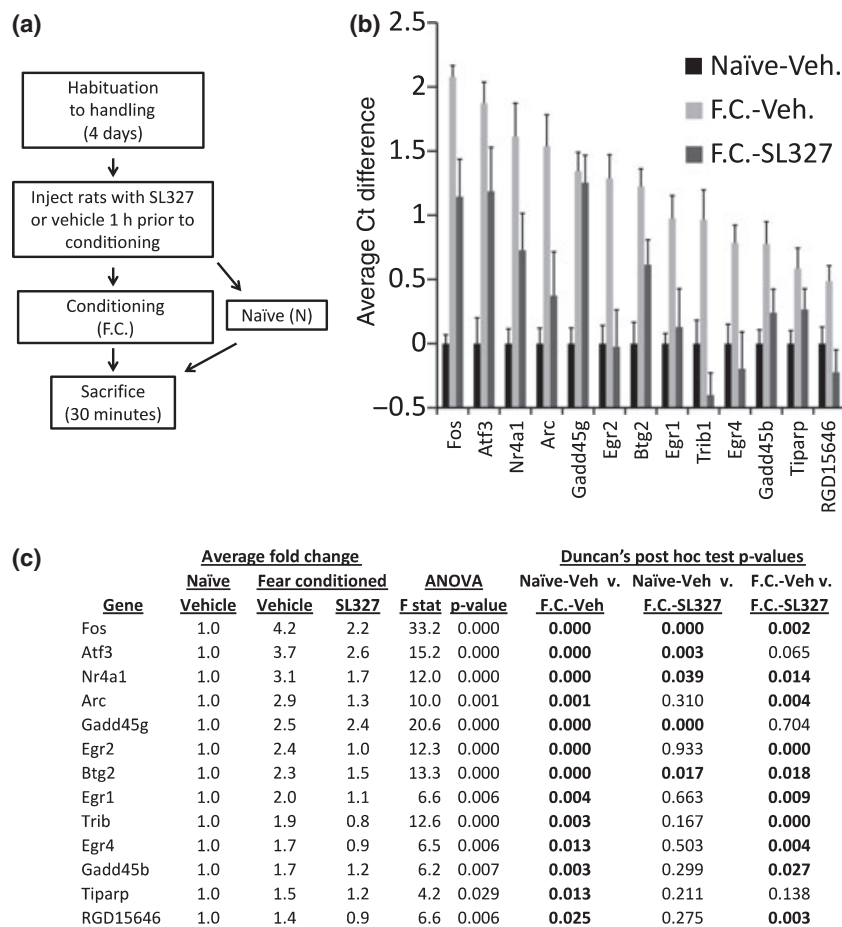 (a)
Habituation
to handling
(4 days)
Inject rats with SL327
or vehicle 1 h prior to
conditioning
Conditioning
(F.C.)
Naïve (N)
Sacrifice
(30 minutes)
(b)
Average Ct difference
2.5
2
1.5
1
0.5
0
−0.5
Naïve-Veh.
F.C.-Veh.
F.C.-SL327
Fos
Atf3
Nr4a1
Arc
Gadd45g
Egr2
Btg2
Egr1
Trib1
Egr4
Gadd45b
Tiparp
RGD15646
(c)
Average fold change Duncan's post hoc test p-values
Naïve Fear conditioned ANOVA Naïve-Veh v. Naïve-Veh v. F.C.-Veh v.
Gene Vehicle Vehicle SL327 F stat p-value F.C.-Veh F.C.-SL327 F.C.-SL327
Fos 1.0 4.2 2.2 33.2 0.000 0.000 0.000 0.002
Atf3 1.0 3.7 2.6 15.2 0.000 0.000 0.003 0.065
Nr4a1 1.0 3.1 1.7 12.0 0.000 0.000 0.039 0.014
Arc 1.0 2.9 1.3 10.0 0.001 0.001 0.310 0.004
Gadd45g 1.0 2.5 2.4 20.6 0.000 0.000 0.000 0.704
Egr2 1.0 2.4 1.0 12.3 0.000 0.000 0.933 0.000
Btg2 1.0 2.3 1.5 13.3 0.000 0.000 0.017 0.018
Egr1 1.0 2.0 1.1 6.6 0.006 0.004 0.663 0.009
Trib 1.0 1.9 0.8 12.6 0.000 0.003 0.167 0.000
Egr4 1.0 1.7 0.9 6.5 0.006 0.013 0.503 0.004
Gadd45b 1.0 1.7 1.2 6.2 0.007 0.003 0.299 0.027
Tiparp 1.0 1.5 1.2 4.2 0.029 0.013 0.211 0.138
RGD15646 1.0 1.4 0.9 6.6 0.006 0.025 0.275 0.003